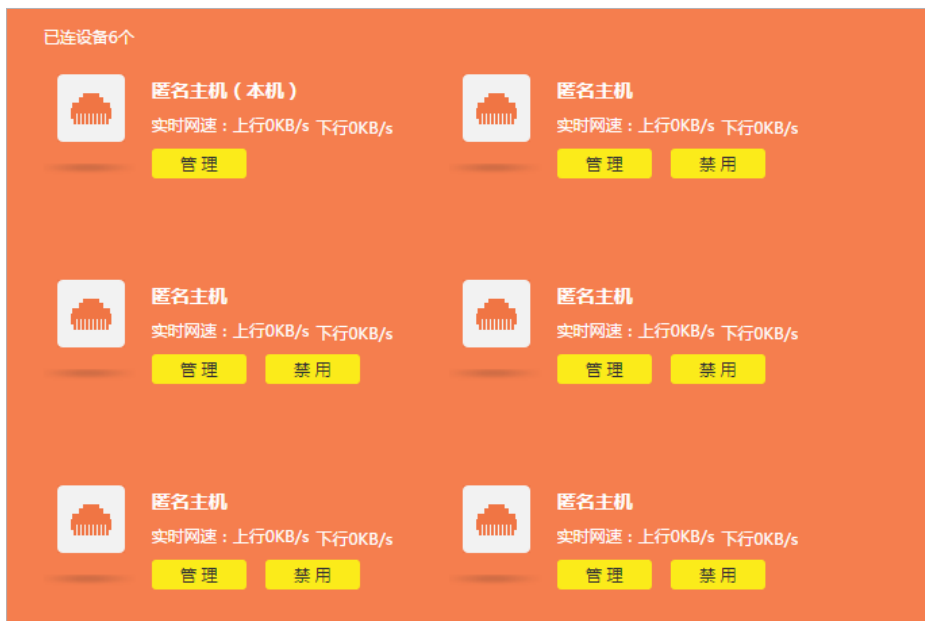 已连设备6个
匿名主机（本机）
实时网速：上行0KB/s 下行0KB/s
管 理
匿名主机
实时网速：上行0KB/s 下行0KB/s
管 理 禁 用
匿名主机
实时网速：上行0KB/s 下行0KB/s
管 理 禁 用
匿名主机
实时网速：上行0KB/s 下行0KB/s
管 理 禁 用
匿名主机
实时网速：上行0KB/s 下行0KB/s
管 理 禁 用
匿名主机
实时网速：上行0KB/s 下行0KB/s
管 理 禁 用